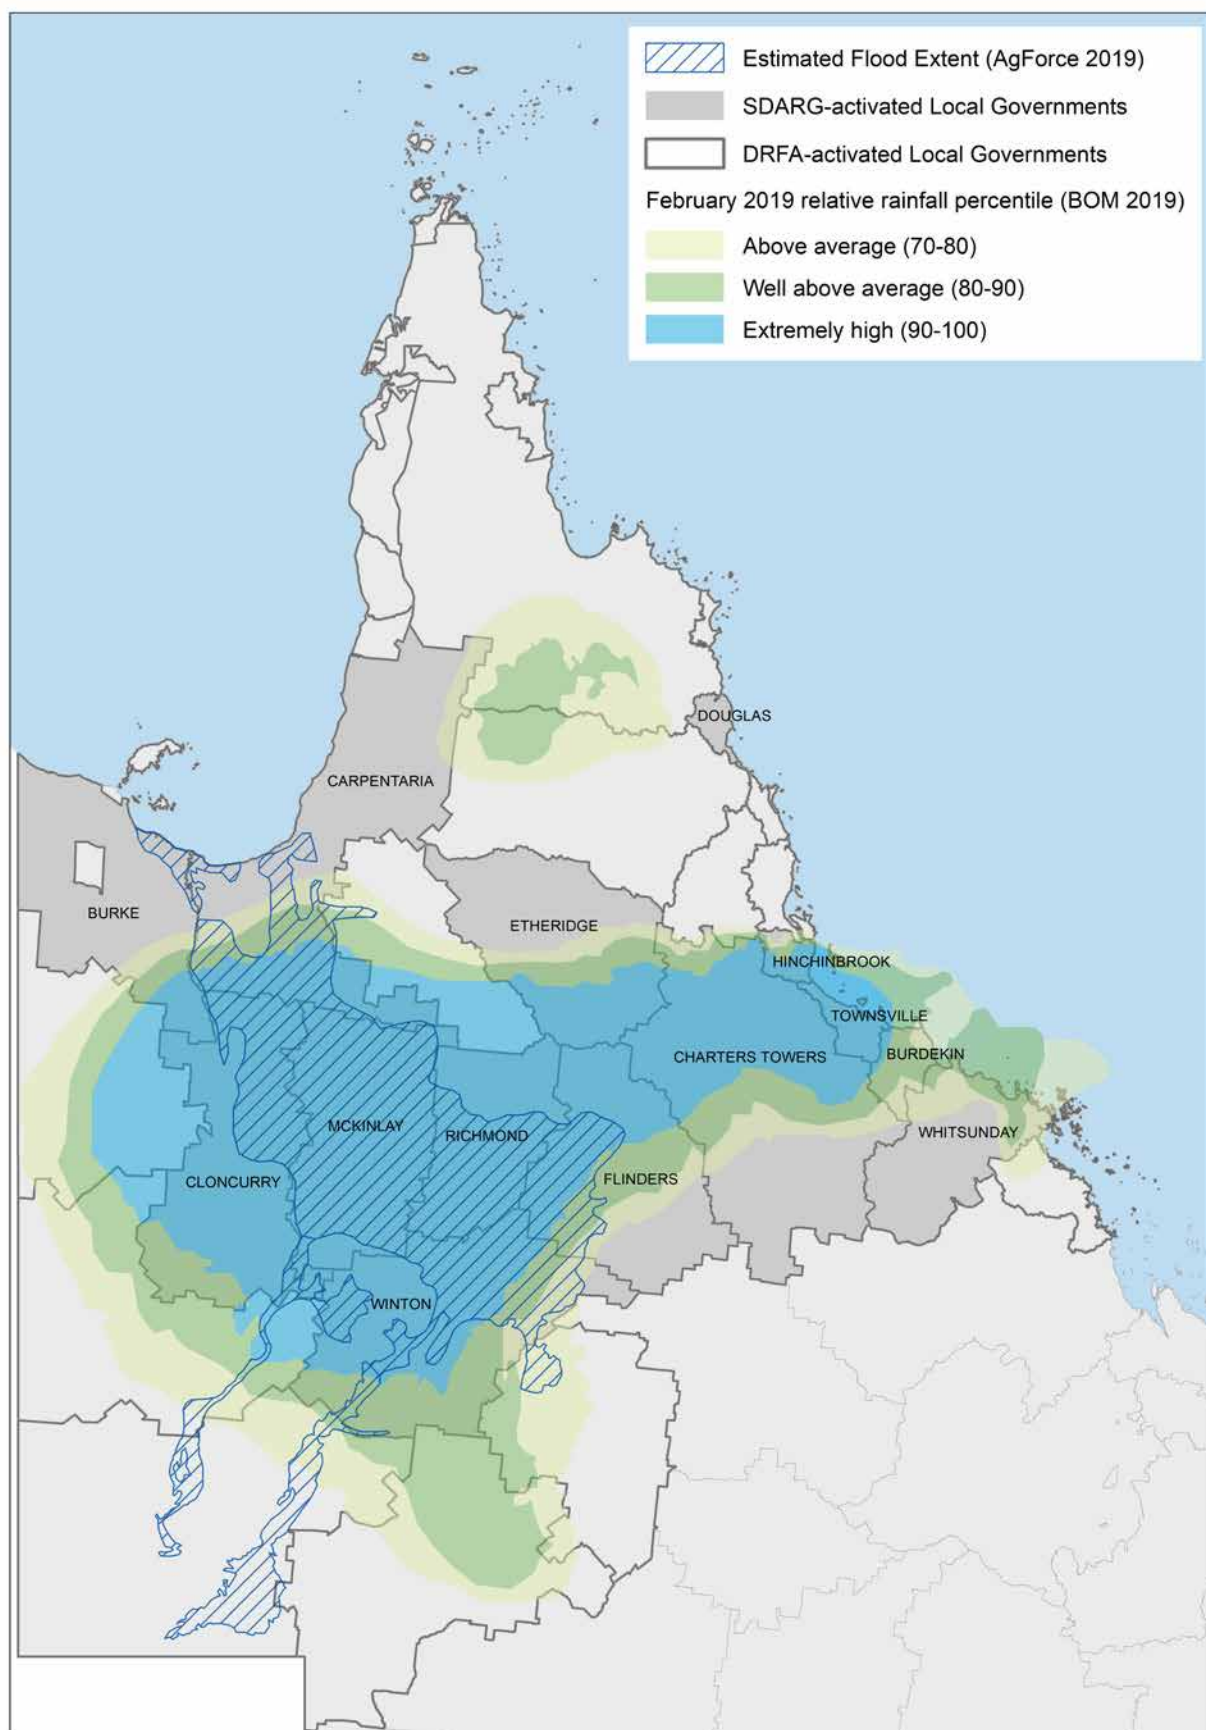 Estimated Flood Extent (AgForce 2019)
SDARG-activated Local Governments
DRFA-activated Local Governments
February 2019 relative rainfall percentile (BOM 2019)
Above average (70-80)
Well above average (80-90)
Extremely high (90-100)
DOUGLAS
CARPENTARIA
BURKE
ETHERIDGE
HINCHINBROOK
TOWNSVILLE
BURDEKIN
CHARTERS TOWERS
MCKINLAY
RICHMOND
WHITSUNDAY
CLONCURRY
FLINDERS
WINTON